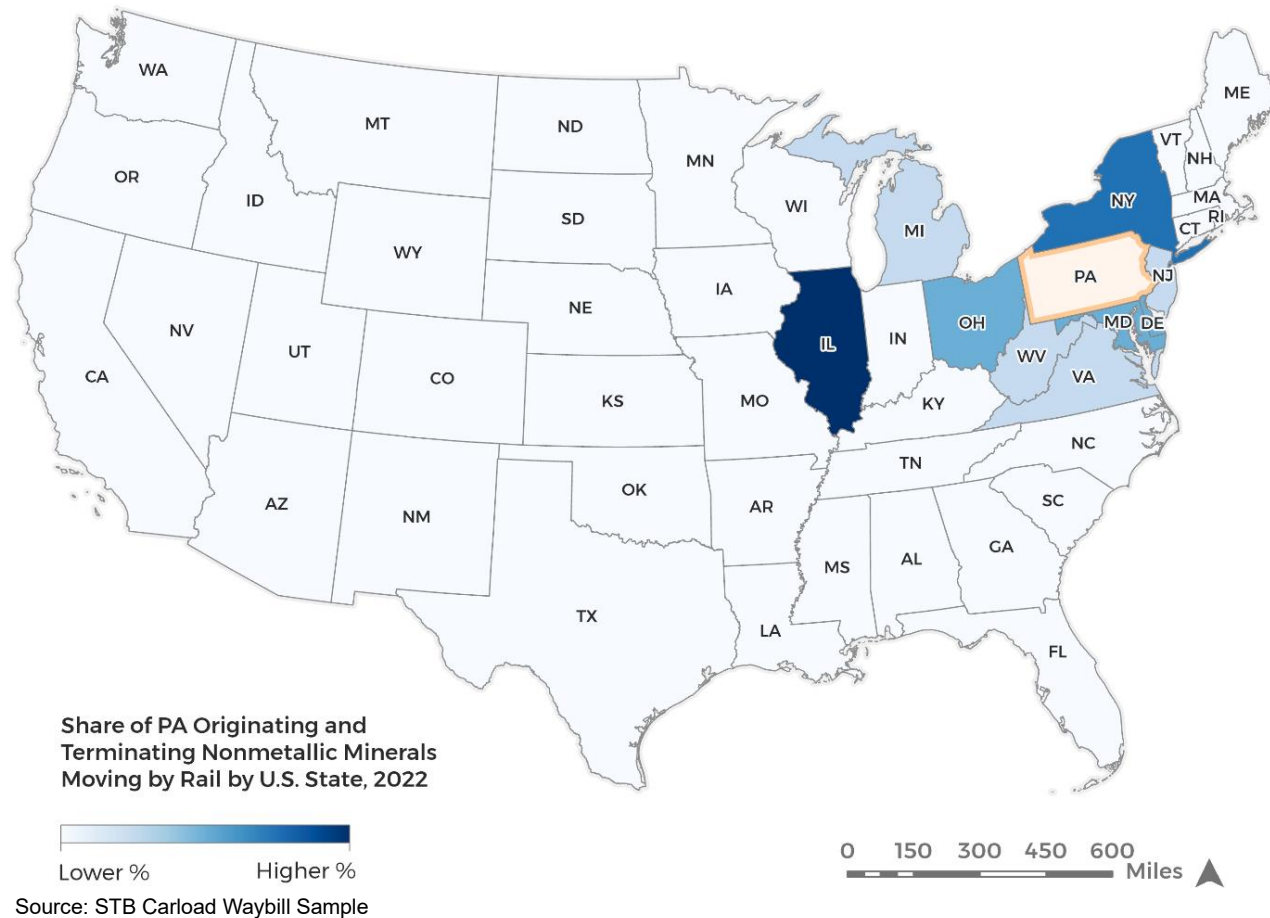 WA
MT
ND
MN
ME
VT
NH
OR
ID
SD
WI
MI
NY
MA
RI
CT
WY
IA
PA
NJ
NV
UT
NE
IL
IN
OH
MD
DE
WV
VA
CA
CO
KS
MO
KY
NC
TN
AZ
NM
OK
AR
SC
MS
AL
GA
TX
LA
FL
Share of PA Originating and
Terminating Nonmetallic Minerals
Moving by Rail by U.S. State, 2022
Lower % Higher %
0 150 300 450 600
Miles
Source: STB Carload Waybill Sample